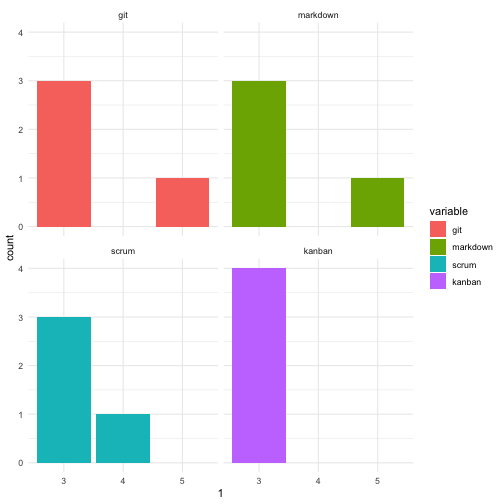 git
markdown
4
3
2
1
0
scrum
kanban
4
3
2
1
0
3 4 5
3 4 5
count
1
variable
git
markdown
scrum
kanban